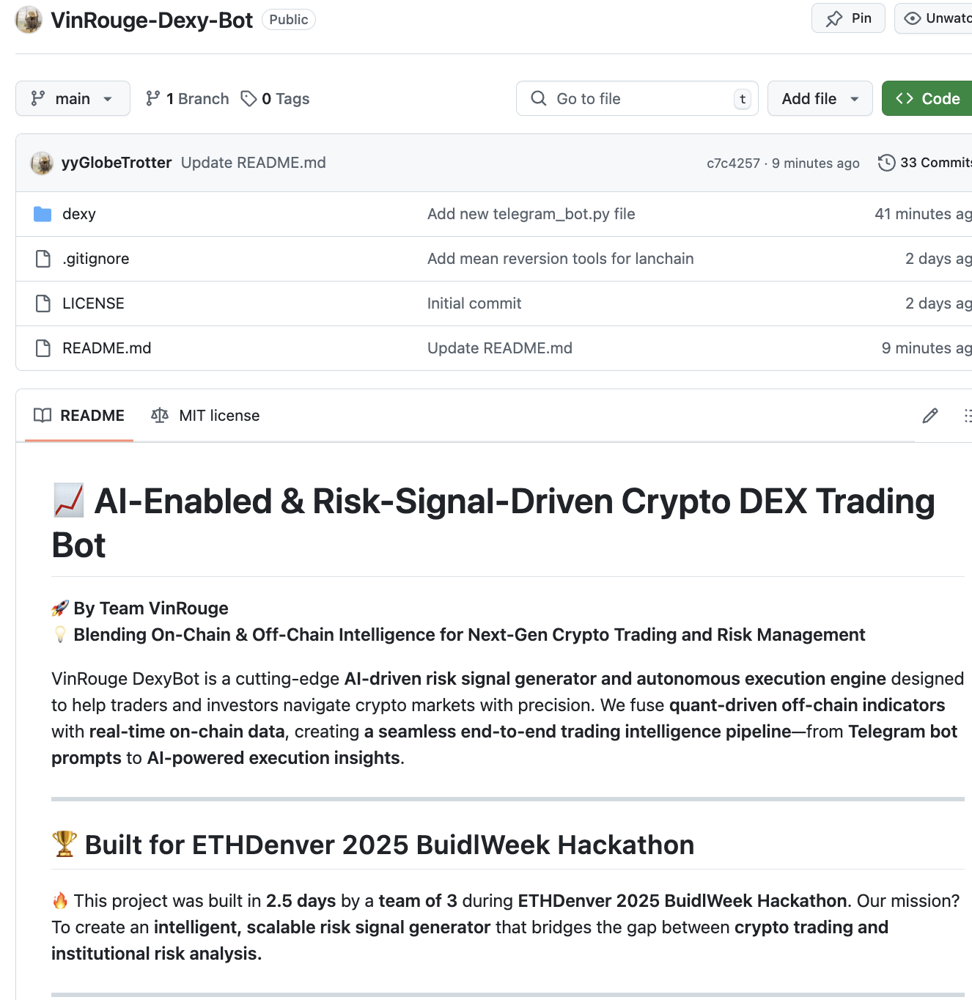 VinRouge-Dexy-Bot Public Pin Unwatc
main 1 Branch 0 Tags Go to file t Add file Code
yyGlobeTrotter Update README.md c7c4257 · 9 minutes ago 33 Commits
dexy Add new telegram_bot.py file 41 minutes ag
.gitignore Add mean reversion tools for lanchain 2 days ag
LICENSE Initial commit 2 days ag
README.md Update README.md 9 minutes ag
README MIT license
📈 AI-Enabled & Risk-Signal-Driven Crypto DEX Trading
Bot
🚀 By Team VinRouge
💡 Blending On-Chain & Off-Chain Intelligence for Next-Gen Crypto Trading and Risk Management
VinRouge DexyBot is a cutting-edge AI-driven risk signal generator and autonomous execution engine designed
to help traders and investors navigate crypto markets with precision. We fuse quant-driven off-chain indicators
with real-time on-chain data, creating a seamless end-to-end trading intelligence pipeline—from Telegram bot
prompts to AI-powered execution insights.
🏆 Built for ETHDenver 2025 BuidlWeek Hackathon
🔥 This project was built in 2.5 days by a team of 3 during ETHDenver 2025 BuidlWeek Hackathon. Our mission?
To create an intelligent, scalable risk signal generator that bridges the gap between crypto trading and
institutional risk analysis.